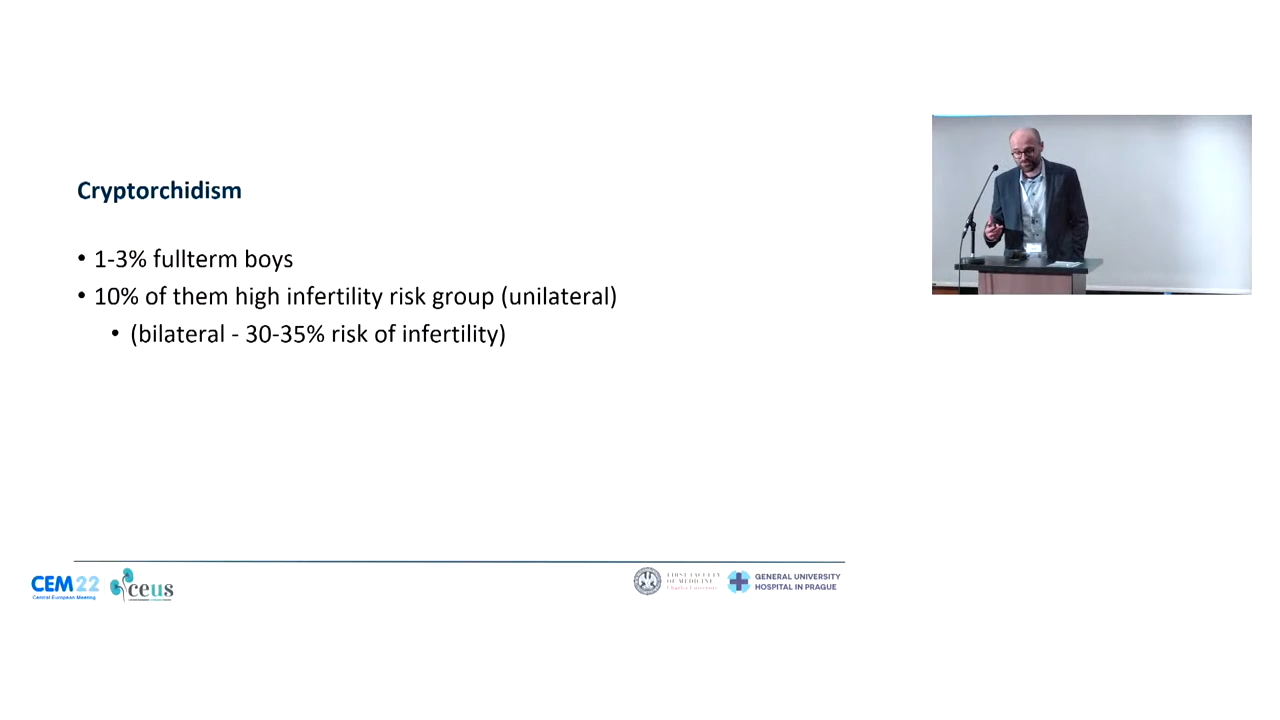 Cryptorchidism
• 1-3% fullterm boys
• 10% of them high infertility risk group (unilateral)
• (bilateral - 30-35% risk of infertility)
CEM22
Central European Meeting
ceus
FIRST FACULTY
OF MEDICINE
Charles University
GENERAL UNIVERSITY
HOSPITAL IN PRAGUE